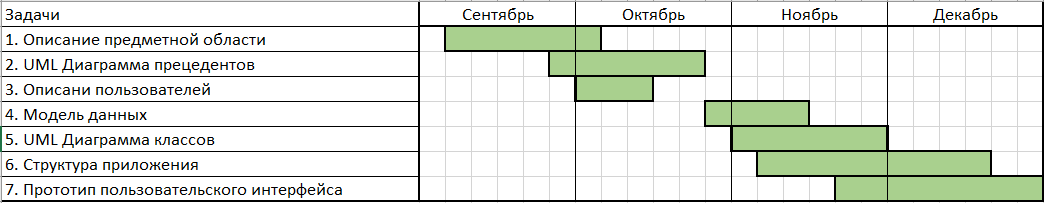 Задачи Сентябрь Октябрь Ноябрь Декабрь
1. Описание предметной области
2. UML Диаграмма прецедентов
3. Описани пользователей
4. Модель данных
5. UML Диаграмма классов
6. Структура приложения
7. Прототип пользовательского интерфейса